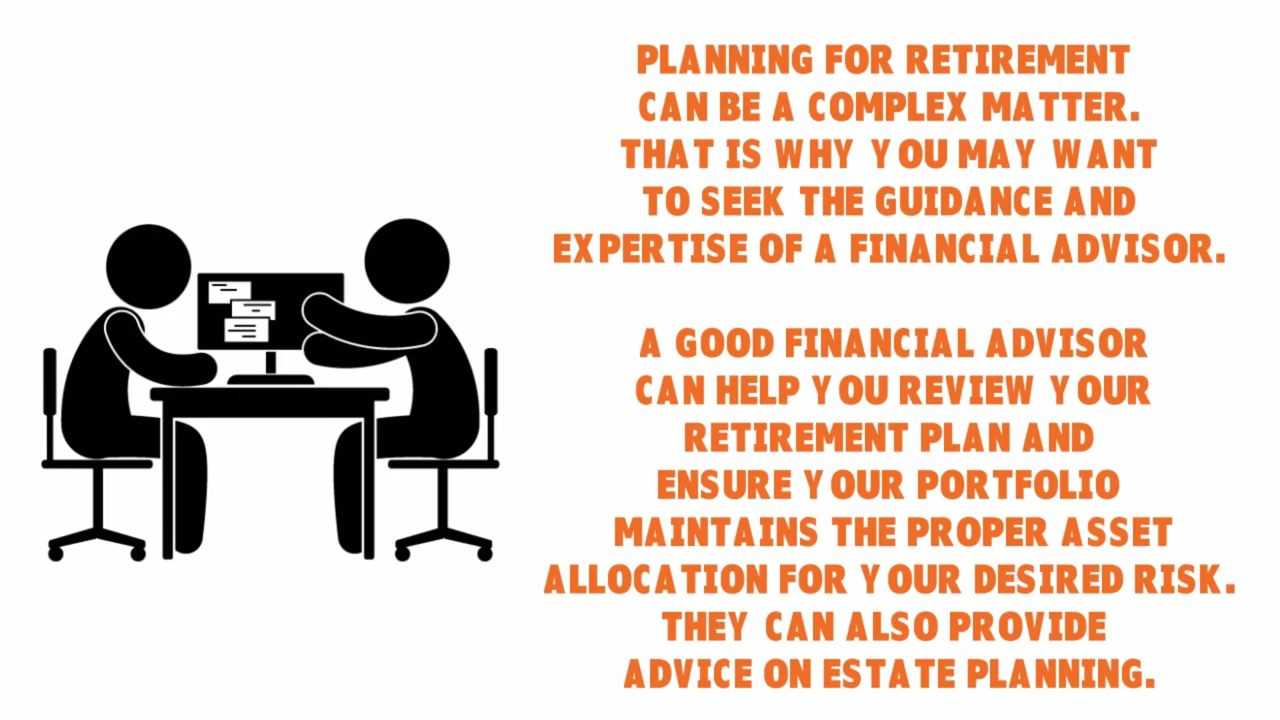 PLANNING FOR RETIREMENT
CAN BE A COMPLEX MATTER.
THAT IS WHY YOU MAY WANT
TO SEEK THE GUIDANCE AND
EXPERTISE OF A FINANCIAL ADVISOR.
A GOOD FINANCIAL ADVISOR
CAN HELP YOU REVIEW YOUR
RETIREMENT PLAN AND
ENSURE YOUR PORTFOLIO
MAINTAINS THE PROPER ASSET
ALLOCATION FOR YOUR DESIRED RISK.
THEY CAN ALSO PROVIDE
ADVICE ON ESTATE PLANNING.